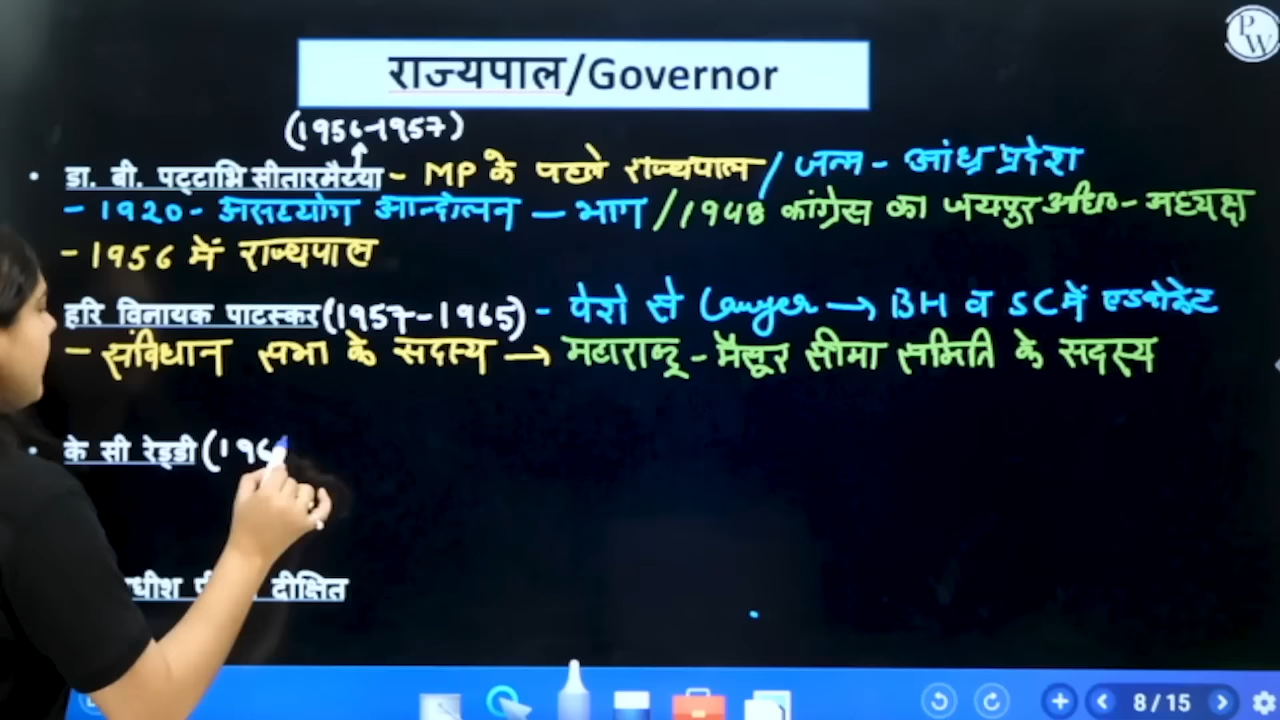 PW
राज्यपाल/Governor
(1956-1957)
डा. बी. पट्टाभि सीतारमैय्या - MP के पहले राज्यपाल / जन्म - आंध्र प्रदेश
- 1920 - असहयोग आन्दोलन - भाग / 1948 कांग्रेस का जयपुर अधि० - अध्यक्ष
- 1956 में राज्यपाल
हरि विनायक पाटस्कर (1957-1965) - पेशे से Lawyer → BH व SC में एडवोकेट
- संविधान सभा के सदस्य → महाराष्ट्र - मैसूर सीमा समिति के सदस्य
के सी रेड्डी (196
धीश दीक्षित
8 / 15